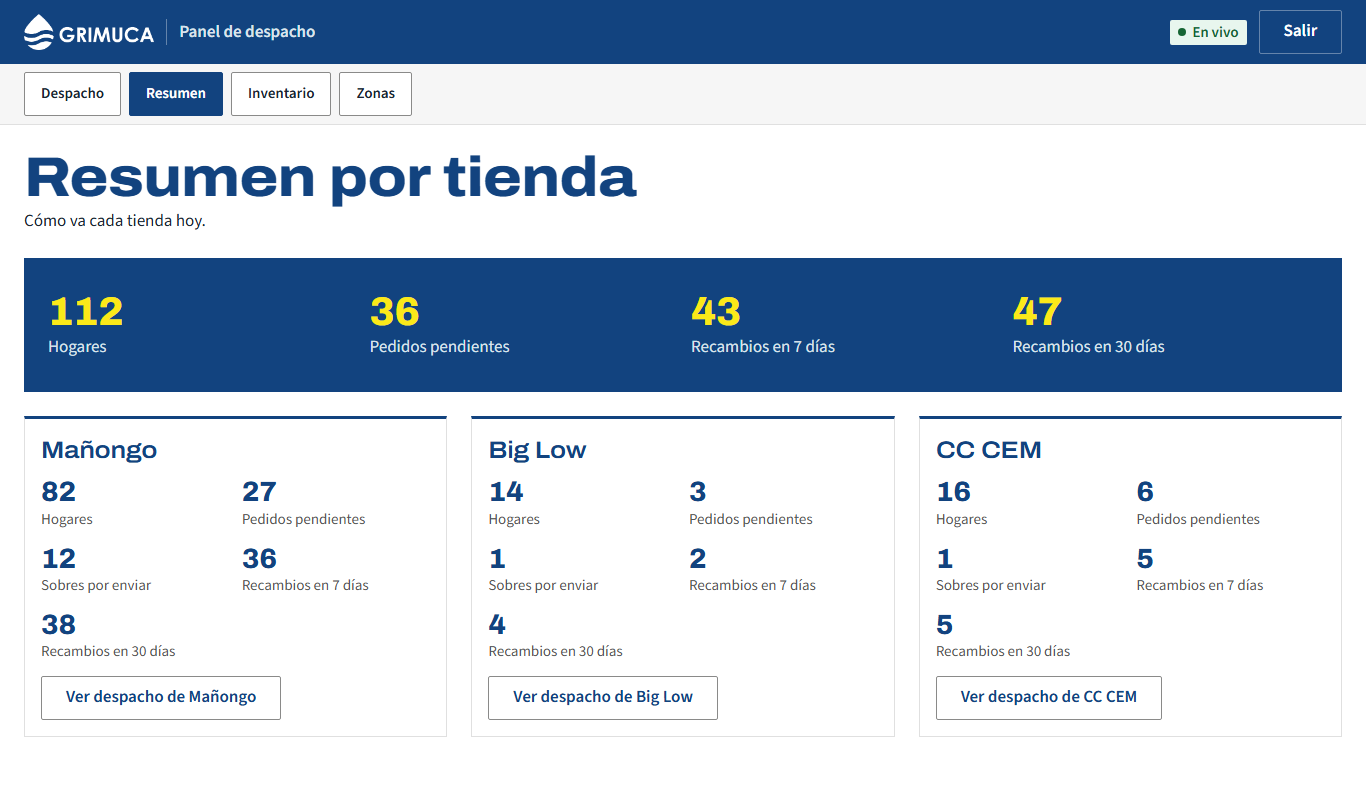 GRIMUCA
Panel de despacho
En vivo
Salir
Despacho
Resumen
Inventario
Zonas
Resumen por tienda
Cómo va cada tienda hoy.
112
Hogares
36
Pedidos pendientes
43
Recambios en 7 días
47
Recambios en 30 días
Mañongo
82
Hogares
27
Pedidos pendientes
12
Sobres por enviar
36
Recambios en 7 días
38
Recambios en 30 días
Ver despacho de Mañongo
Big Low
14
Hogares
3
Pedidos pendientes
1
Sobres por enviar
2
Recambios en 7 días
4
Recambios en 30 días
Ver despacho de Big Low
CC CEM
16
Hogares
6
Pedidos pendientes
1
Sobres por enviar
5
Recambios en 7 días
5
Recambios en 30 días
Ver despacho de CC CEM